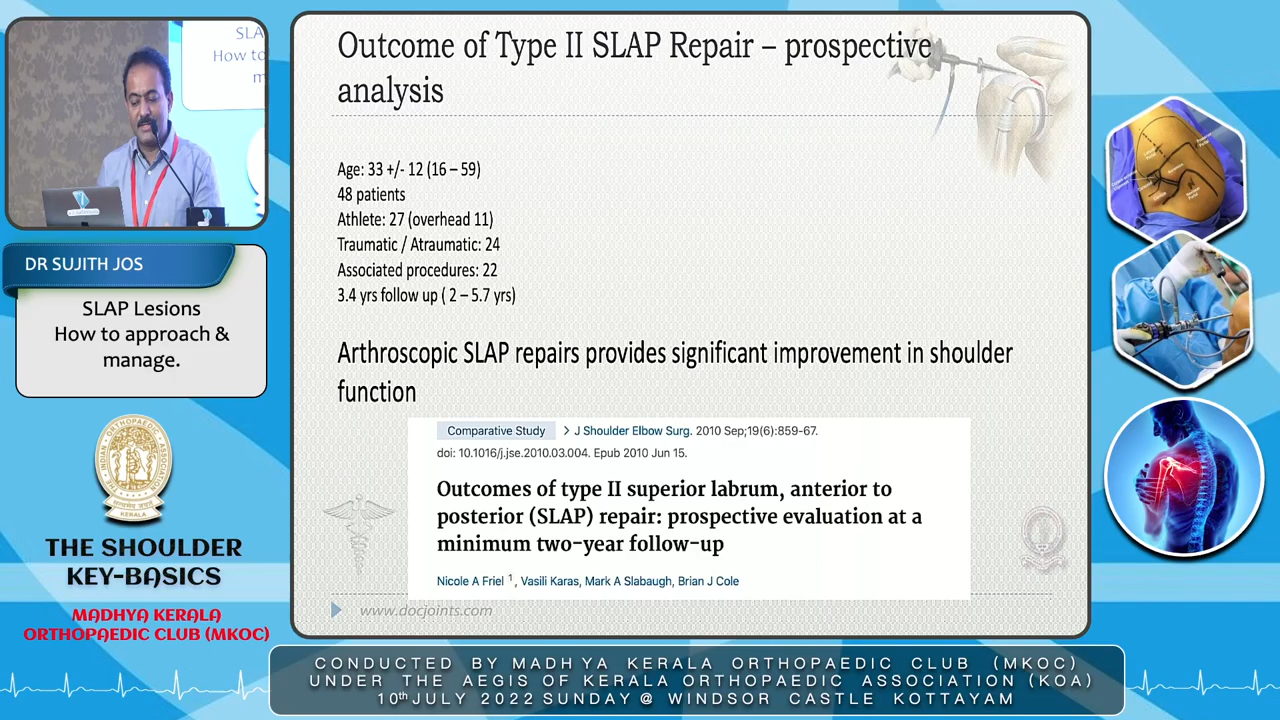 SLA
How to
m
DR SUJITH JOS
SLAP Lesions
How to approach &
manage.
THE SHOULDER
KEY-BASICS
MADHYA KERALA
ORTHOPAEDIC CLUB (MKOC)
Outcome of Type II SLAP Repair – prospective
analysis
Age: 33 +/- 12 (16 – 59)
48 patients
Athlete: 27 (overhead 11)
Traumatic / Atraumatic: 24
Associated procedures: 22
3.4 yrs follow up ( 2 – 5.7 yrs)
Arthroscopic SLAP repairs provides significant improvement in shoulder
function
Comparative Study > J Shoulder Elbow Surg. 2010 Sep;19(6):859-67.
doi: 10.1016/j.jse.2010.03.004. Epub 2010 Jun 15.
Outcomes of type II superior labrum, anterior to
posterior (SLAP) repair: prospective evaluation at a
minimum two-year follow-up
Nicole A Friel 1, Vasili Karas, Mark A Slabaugh, Brian J Cole
www.docjoints.com
CONDUCTED BY MADHYA KERALA ORTHOPAEDIC CLUB (MKOC)
UNDER THE AEGIS OF KERALA ORTHOPAEDIC ASSOCIATION (KOA)
10th JULY 2022 SUNDAY @ WINDSOR CASTLE KOTTAYAM